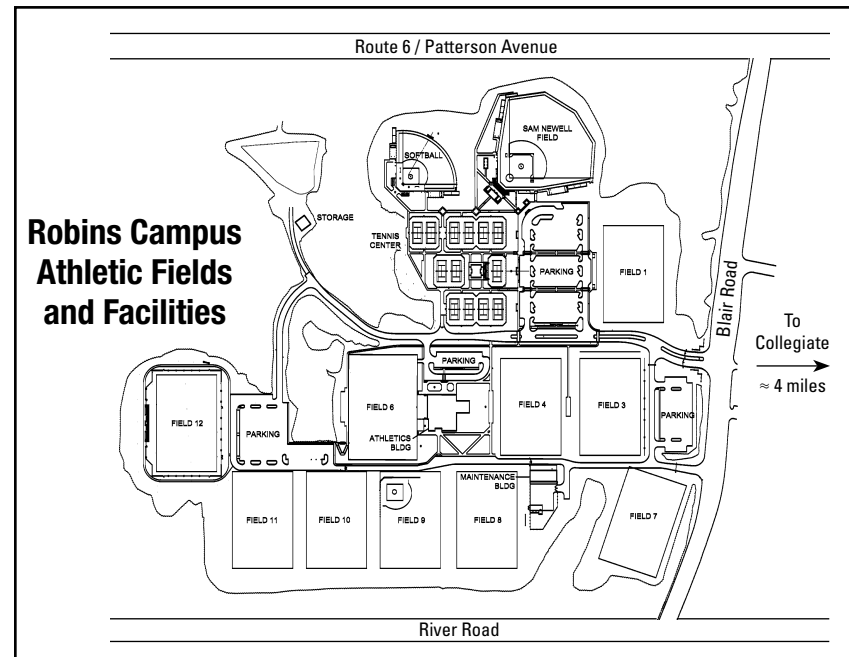 Route 6 / Patterson Avenue
SAM NEWELL
FIELD
SOFTBALL
STORAGE
Robins Campus
Athletic Fields
and Facilities
TENNIS
CENTER
PARKING
FIELD 1
Blair Road
To
Collegiate
≈ 4 miles
PARKING
FIELD 6
FIELD 4
FIELD 3
PARKING
FIELD 12
PARKING
ATHLETICS
BLDG
MAINTENANCE
BLDG
FIELD 11
FIELD 10
FIELD 9
FIELD 8
FIELD 7
River Road